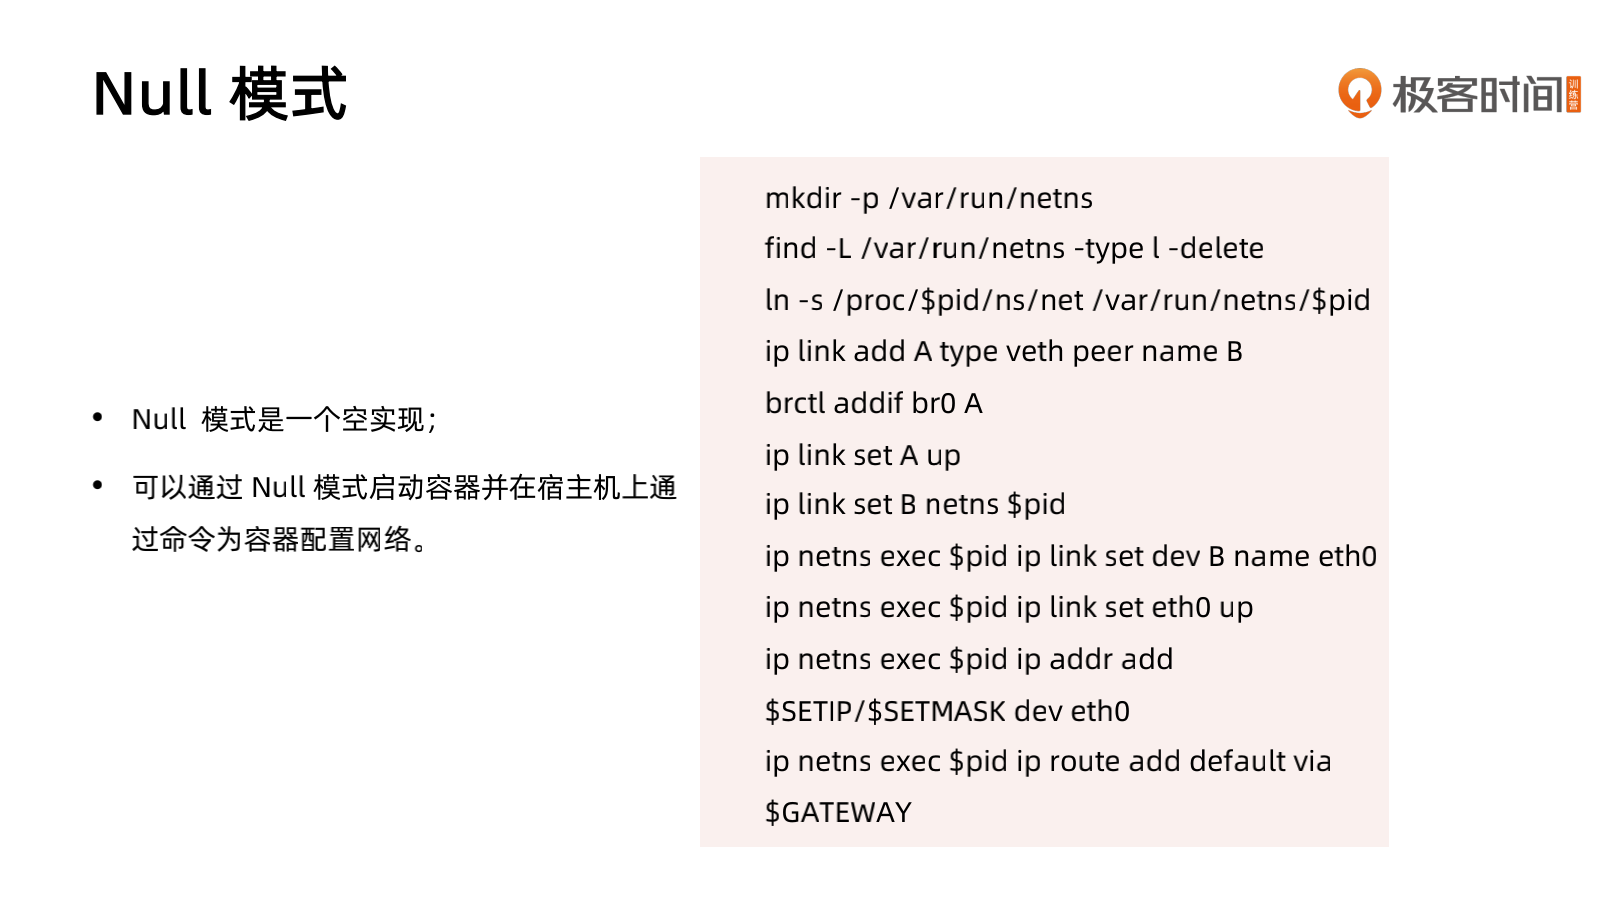 Null 模式
极客时间
训练营
Null 模式是一个空实现；
可以通过 Null 模式启动容器并在宿主机上通
过命令为容器配置网络。
mkdir -p /var/run/netns
find -L /var/run/netns -type l -delete
ln -s /proc/$pid/ns/net /var/run/netns/$pid
ip link add A type veth peer name B
brctl addif br0 A
ip link set A up
ip link set B netns $pid
ip netns exec $pid ip link set dev B name eth0
ip netns exec $pid ip link set eth0 up
ip netns exec $pid ip addr add
$SETIP/$SETMASK dev eth0
ip netns exec $pid ip route add default via
$GATEWAY